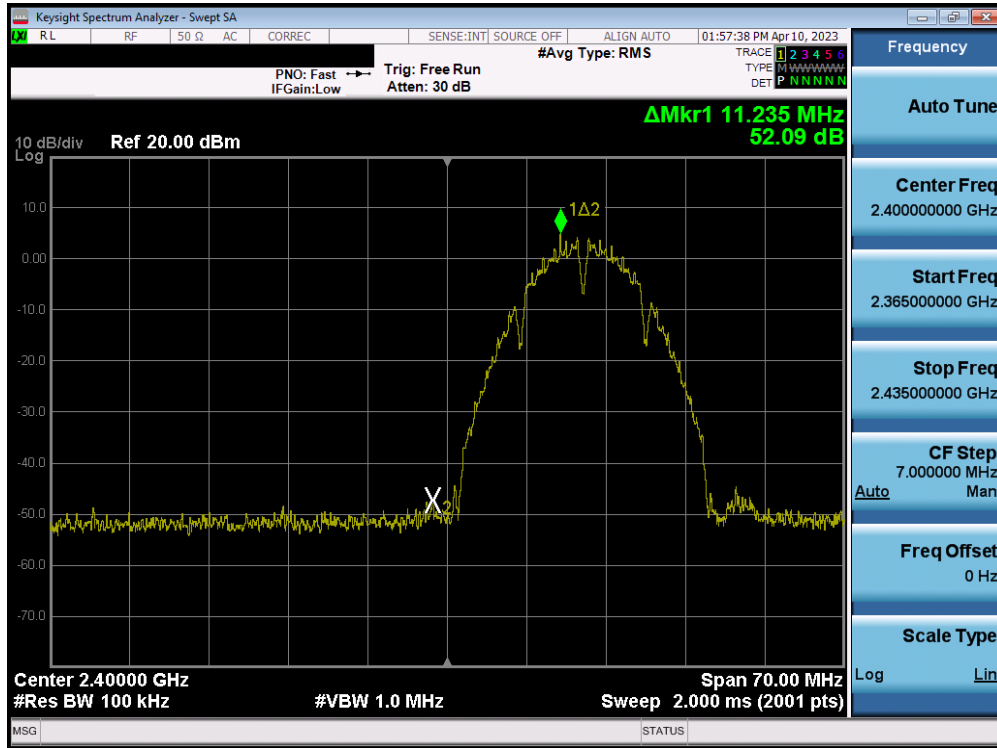 Keysight Spectrum Analyzer - Swept SA
LXI RL RF 50 Ω AC CORREC SENSE:INT SOURCE OFF ALIGN AUTO 01:57:38 PM Apr 10, 2023
#Avg Type: RMS
TRACE 1 2 3 4 5 6
TYPE M W W W W W
DET P N N N N N
PNO: Fast
IFGain:Low
Trig: Free Run
Atten: 30 dB
ΔMkr1 11.235 MHz
52.09 dB
10 dB/div
Log
Ref 20.00 dBm
10.0
0.00
-10.0
-20.0
-30.0
-40.0
-50.0
-60.0
-70.0
1Δ2
X2
Center 2.40000 GHz
#Res BW 100 kHz
#VBW 1.0 MHz
Span 70.00 MHz
Sweep 2.000 ms (2001 pts)
MSG
STATUS
Frequency
Auto Tune
Center Freq
2.400000000 GHz
Start Freq
2.365000000 GHz
Stop Freq
2.435000000 GHz
CF Step
7.000000 MHz
Auto Man
Freq Offset
0 Hz
Scale Type
Log Lin